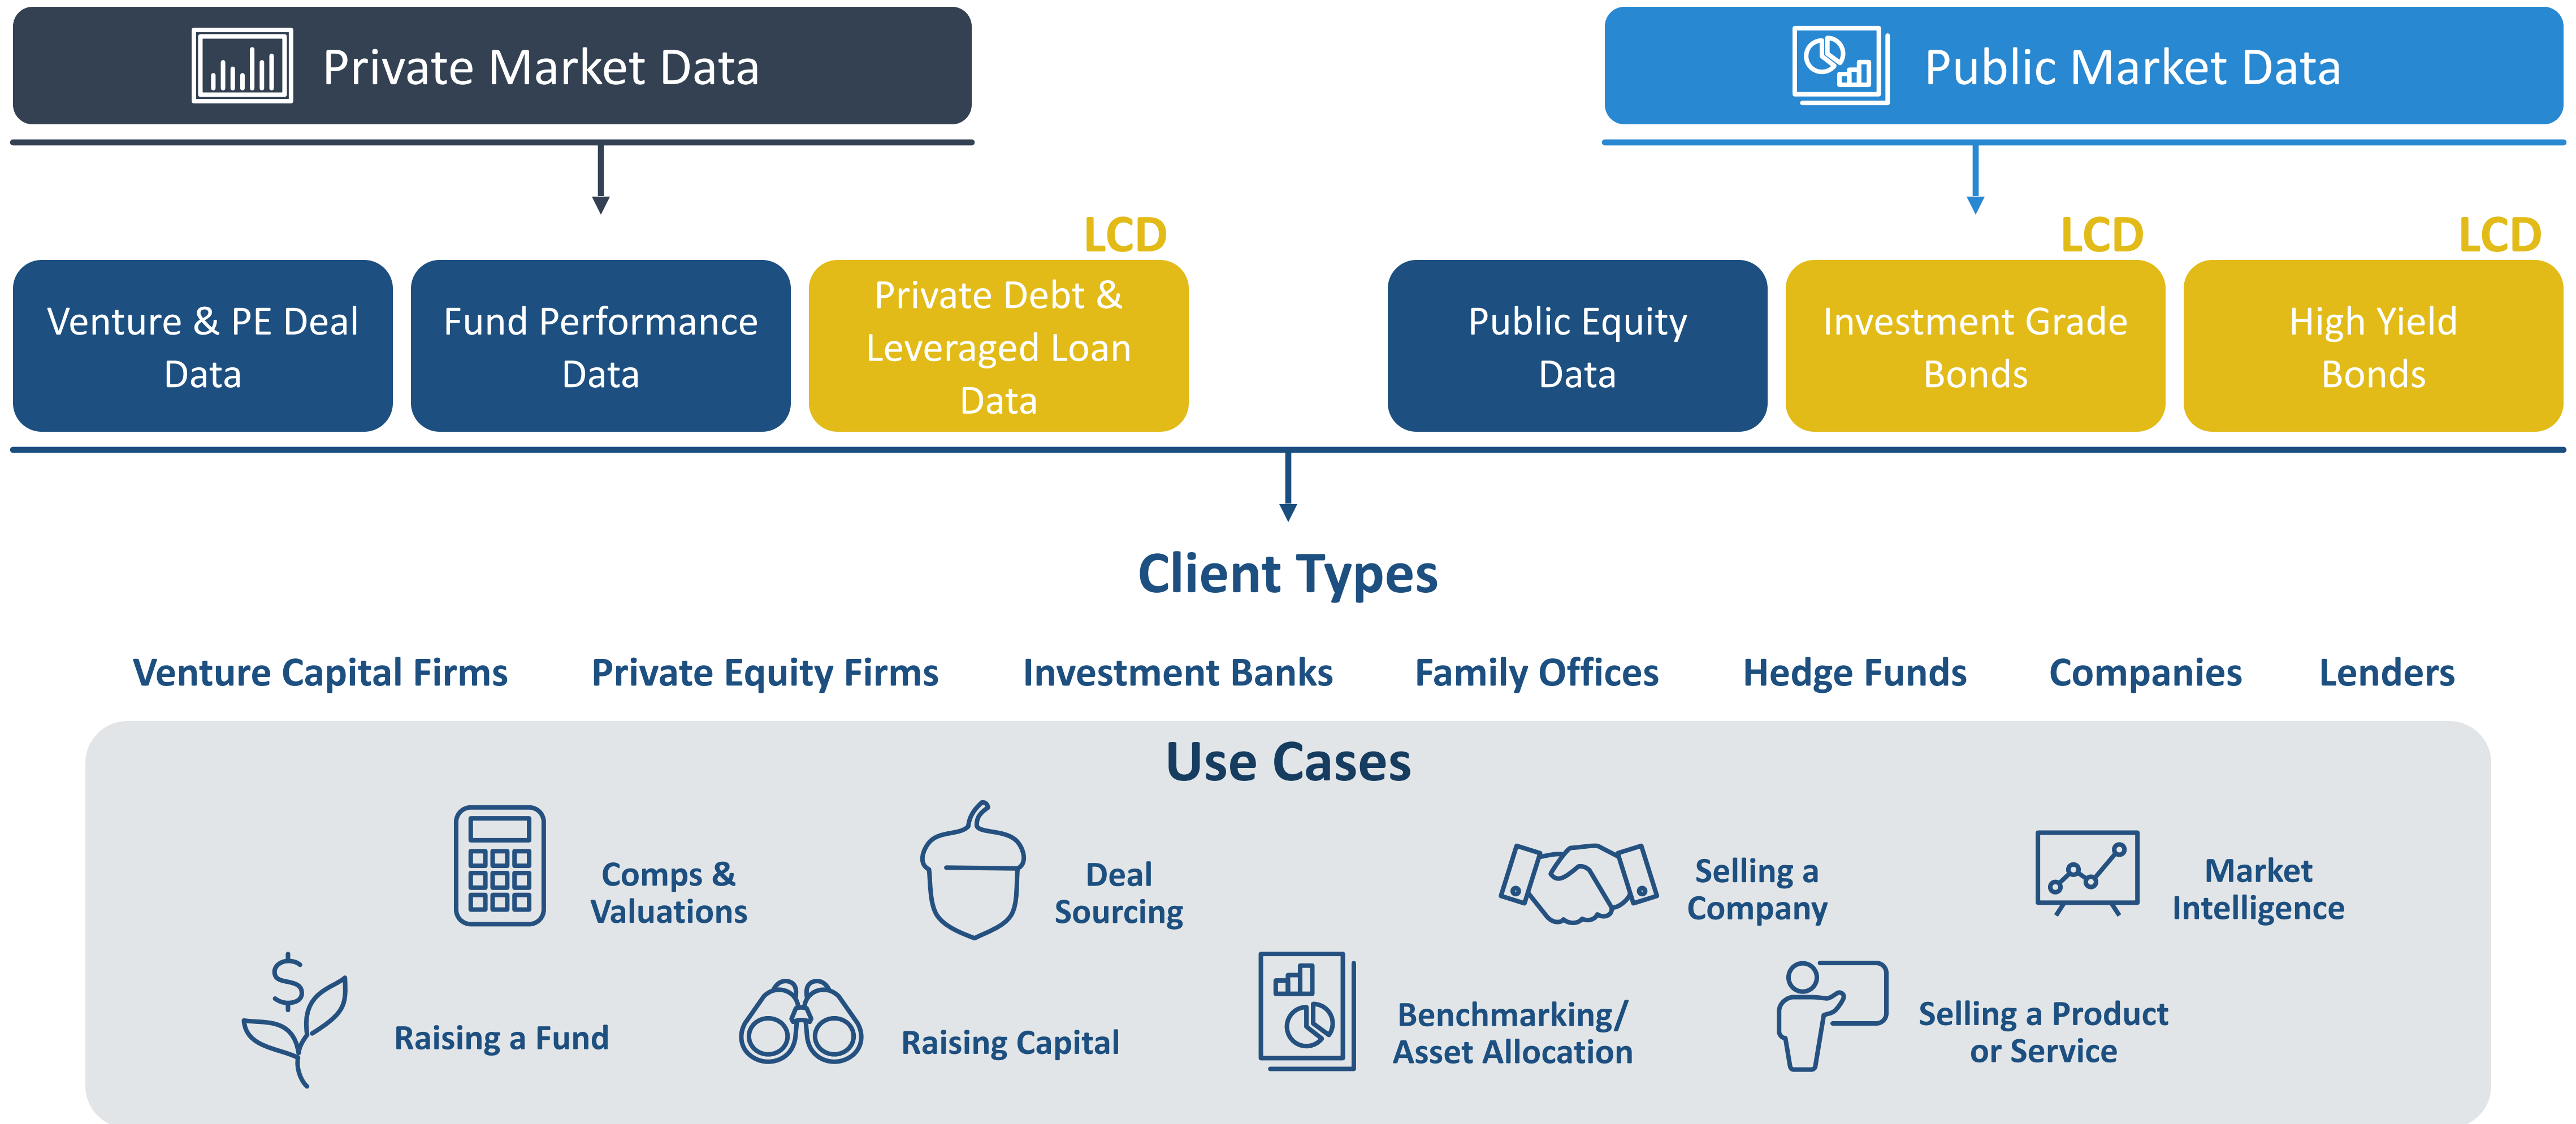 Private Market Data
Public Market Data
LCD
LCD
LCD
Venture & PE Deal
Data
Fund Performance
Data
Private Debt &
Leveraged Loan
Data
Public Equity
Data
Investment Grade
Bonds
High Yield
Bonds
Client Types
Venture Capital Firms
Private Equity Firms
Investment Banks
Family Offices
Hedge Funds
Companies
Lenders
Use Cases
Comps &
Valuations
Deal
Sourcing
Selling a
Company
Market
Intelligence
$
Raising a Fund
Raising Capital
Benchmarking/
Asset Allocation
Selling a Product
or Service